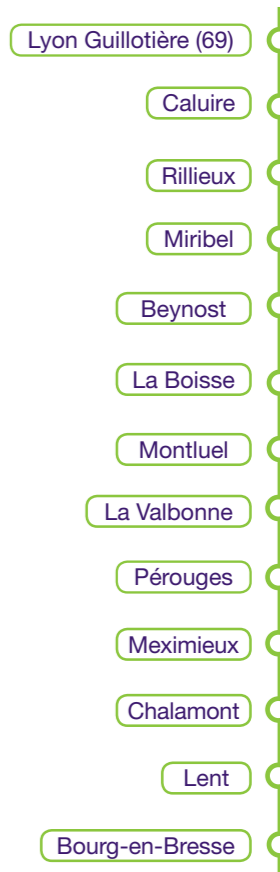 Lyon Guillotière (69)
Caluire
Rillieux
Miribel
Beynost
La Boisse
Montluel
La Valbonne
Pérouges
Meximieux
Chalamont
Lent
Bourg-en-Bresse